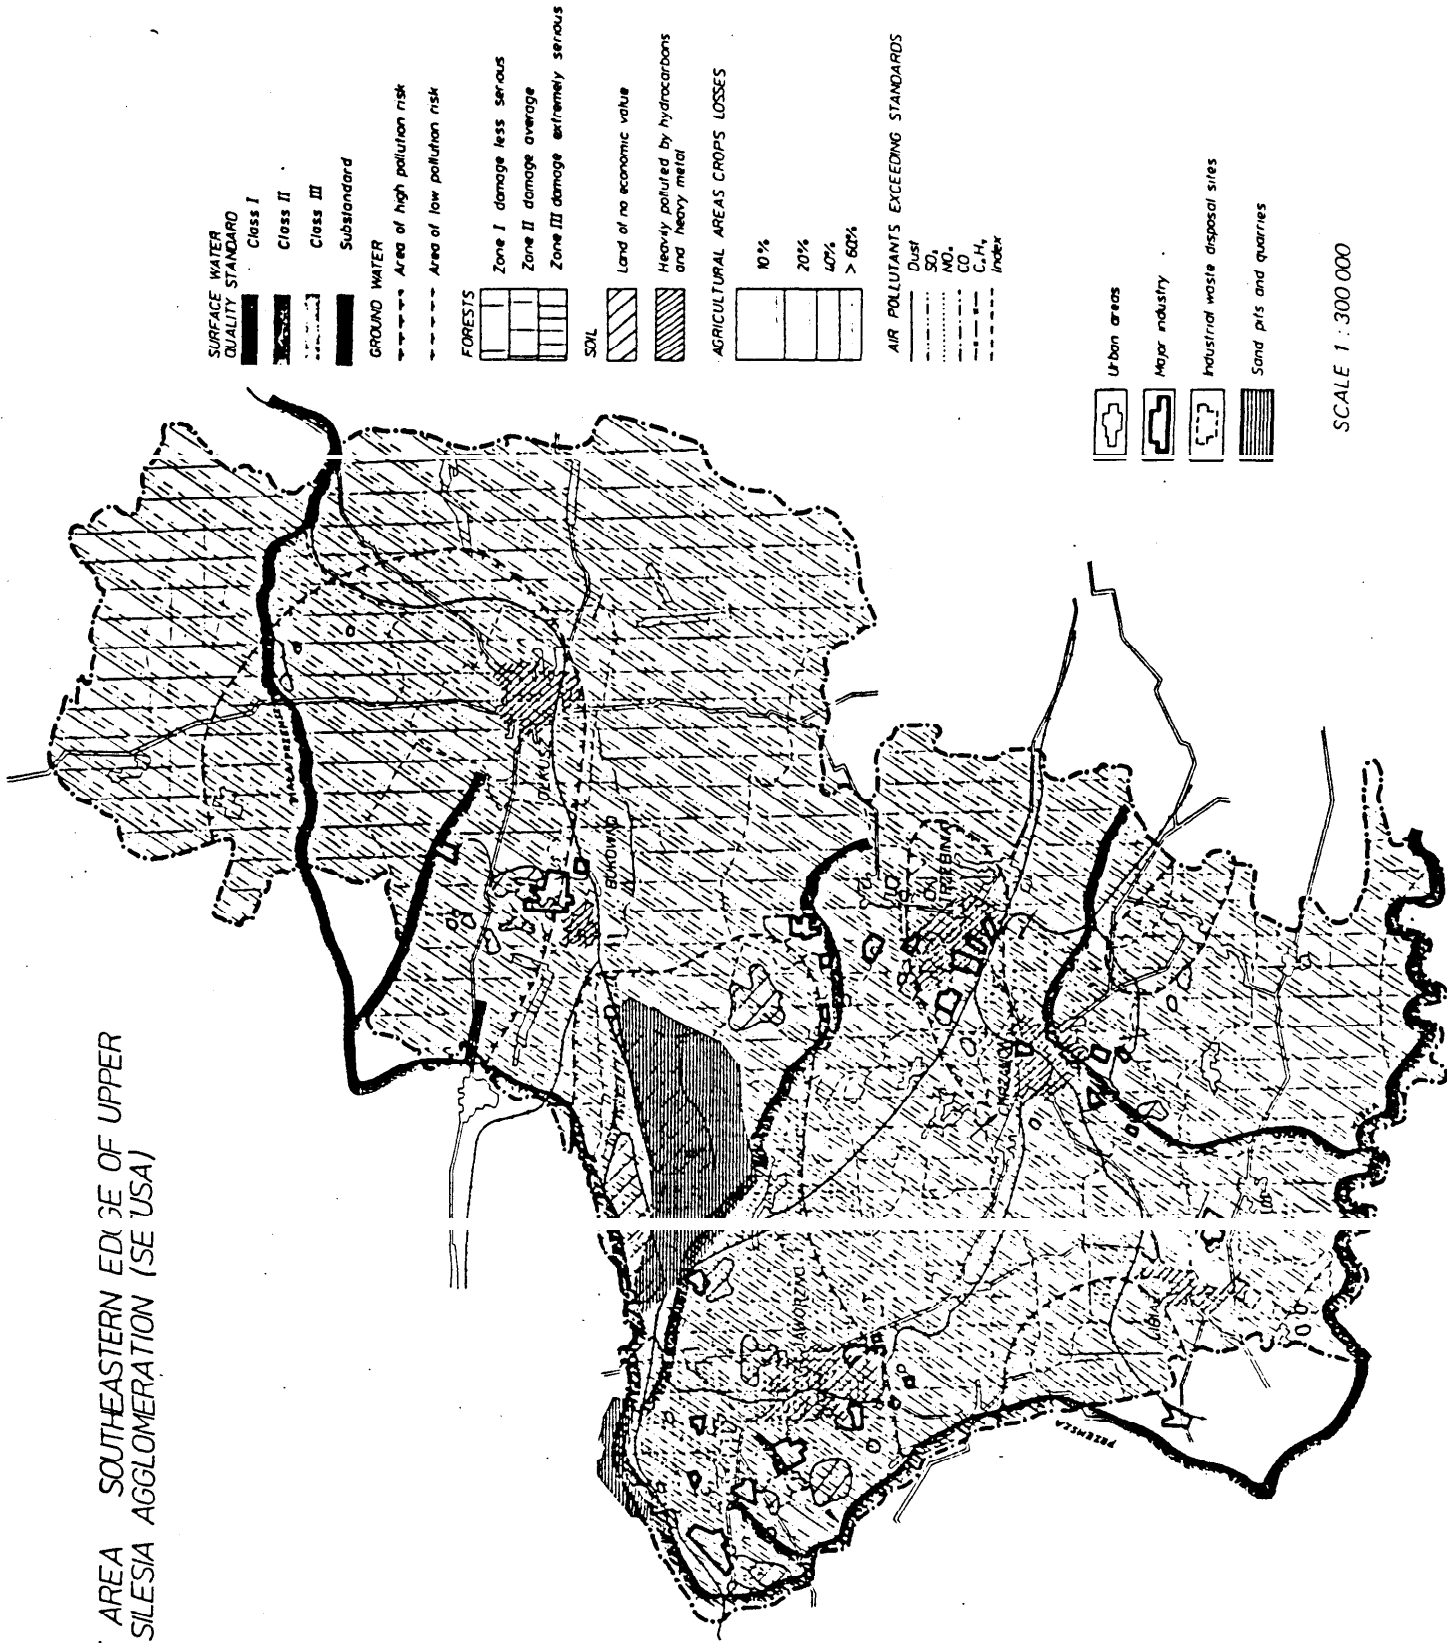 AREA SOUTHEASTERN EDGE OF UPPER
SILESIA AGGLOMERATION (SE USA)
SURFACE WATER
QUALITY STANDARD
Class I
Class II
Class III
Substandard
GROUND WATER
Area of high pollution risk
Area of low pollution risk
FORESTS
Zone I damage less serious
Zone II damage average
Zone III damage extremely serious
SOIL
Land of no economic value
Heavily polluted by hydrocarbons
and heavy metal
AGRICULTURAL AREAS CROPS LOSSES
10%
20%
40%
> 60%
AIR POLLUTANTS EXCEEDING STANDARDS
Dust
SO₂
NOₓ
CO
Index
Urban areas
Major industry
Industrial waste disposal sites
Sand pits and quarries
SCALE 1 : 300 000
OLKUSZ
BUKOWNO
TRZEBINIA
CHRZANÓW
JAWORZNO
LIBIĄŻ
PRZEMSZA